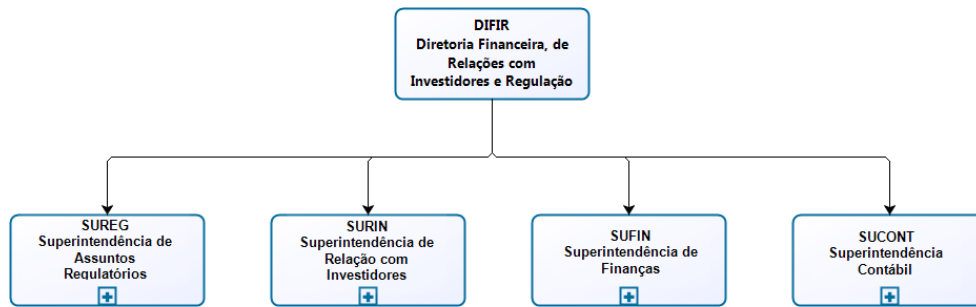 DIFIR
Diretoria Financeira, de
Relações com
Investidores e Regulação
SUREG
Superintendência de
Assuntos
Regulatórios
SURIN
Superintendência de
Relação com
Investidores
SUFIN
Superintendência de
Finanças
SUCONT
Superintendência
Contábil